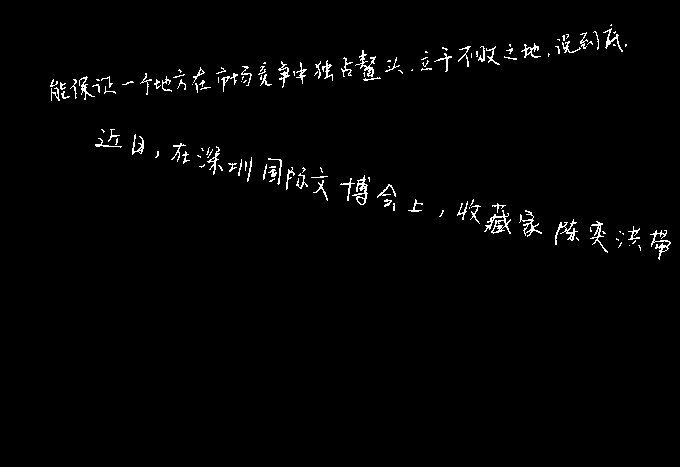 能保证一个地方在市场竞争中独占鳌头、立于不败之地,说到底,
近日,在深圳国际文博会上,收藏家陈奕洪带